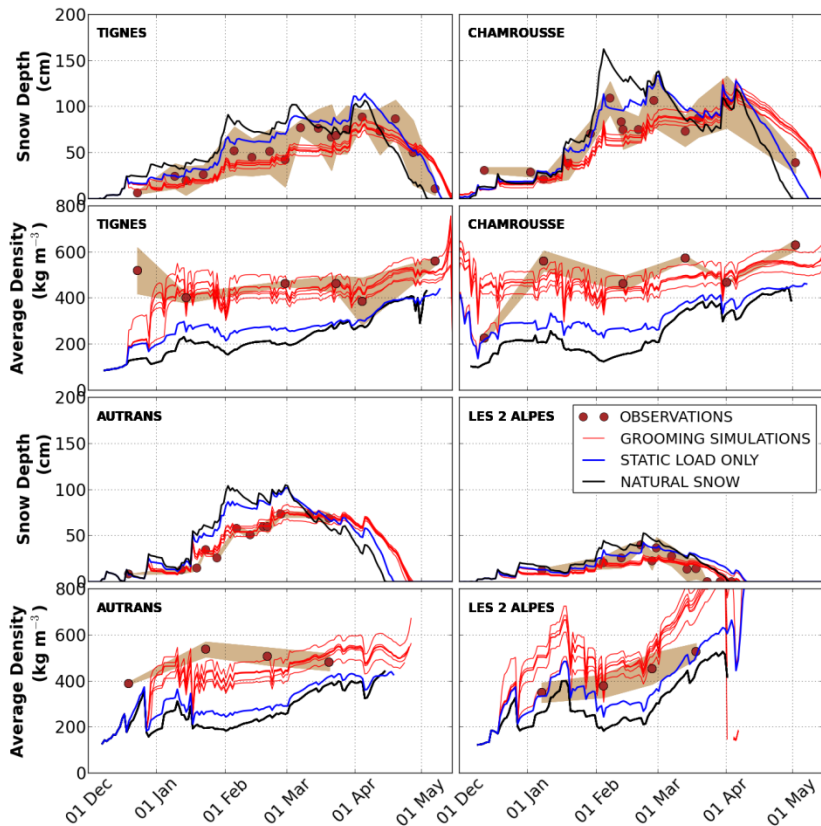 TIGNES
CHAMROUSSE
Snow Depth
(cm)
200
150
100
50
0
TIGNES
CHAMROUSSE
Average Density
(kg m⁻³)
800
600
400
200
0
AUTRANS
LES 2 ALPES
Snow Depth
(cm)
200
150
100
50
0
OBSERVATIONS
GROOMING SIMULATIONS
STATIC LOAD ONLY
NATURAL SNOW
AUTRANS
LES 2 ALPES
Average Density
(kg m⁻³)
800
600
400
200
0
01 Dec
01 Jan
01 Feb
01 Mar
01 Apr
01 May
01 Dec
01 Jan
01 Feb
01 Mar
01 Apr
01 May